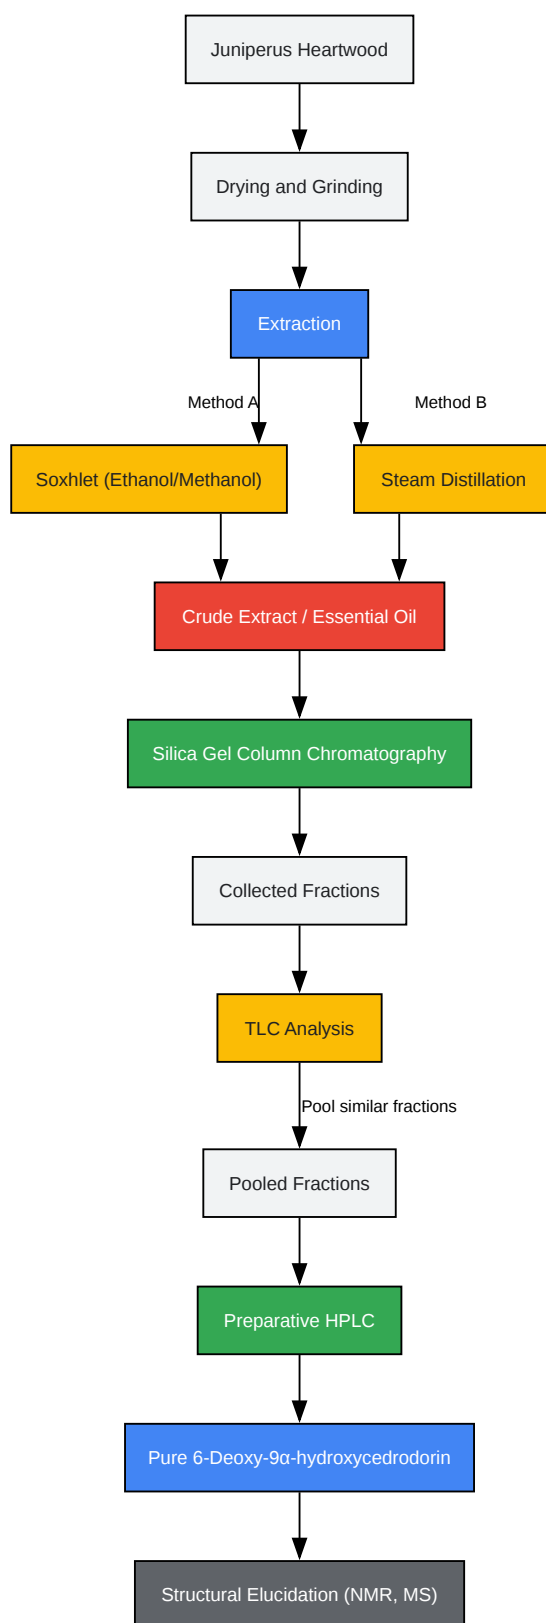 Juniperus Heartwood
Drying and Grinding
Extraction
Method A
Method B
Soxhlet (Ethanol/Methanol)
Steam Distillation
Crude Extract / Essential Oil
Silica Gel Column Chromatography
Collected Fractions
TLC Analysis
Pool similar fractions
Pooled Fractions
Preparative HPLC
Pure 6-Deoxy-9α-hydroxycedrodorin
Structural Elucidation (NMR, MS)